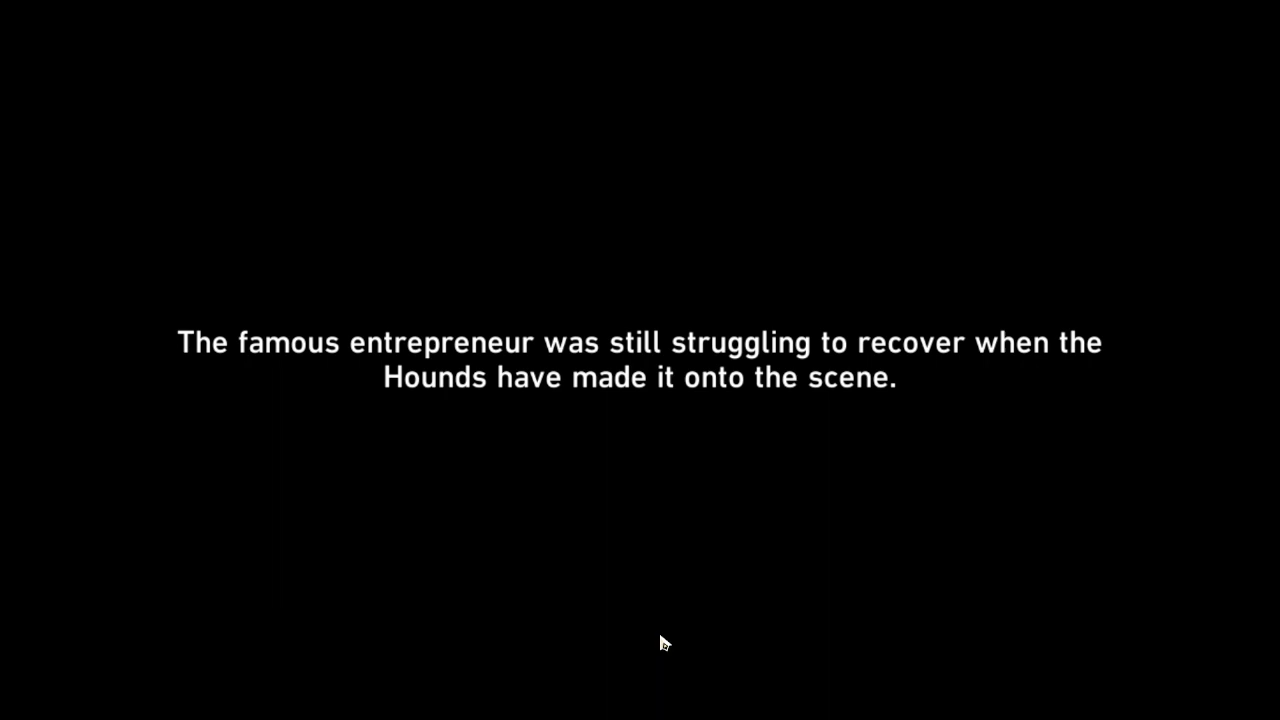 The famous entrepreneur was still struggling to recover when the
Hounds have made it onto the scene.